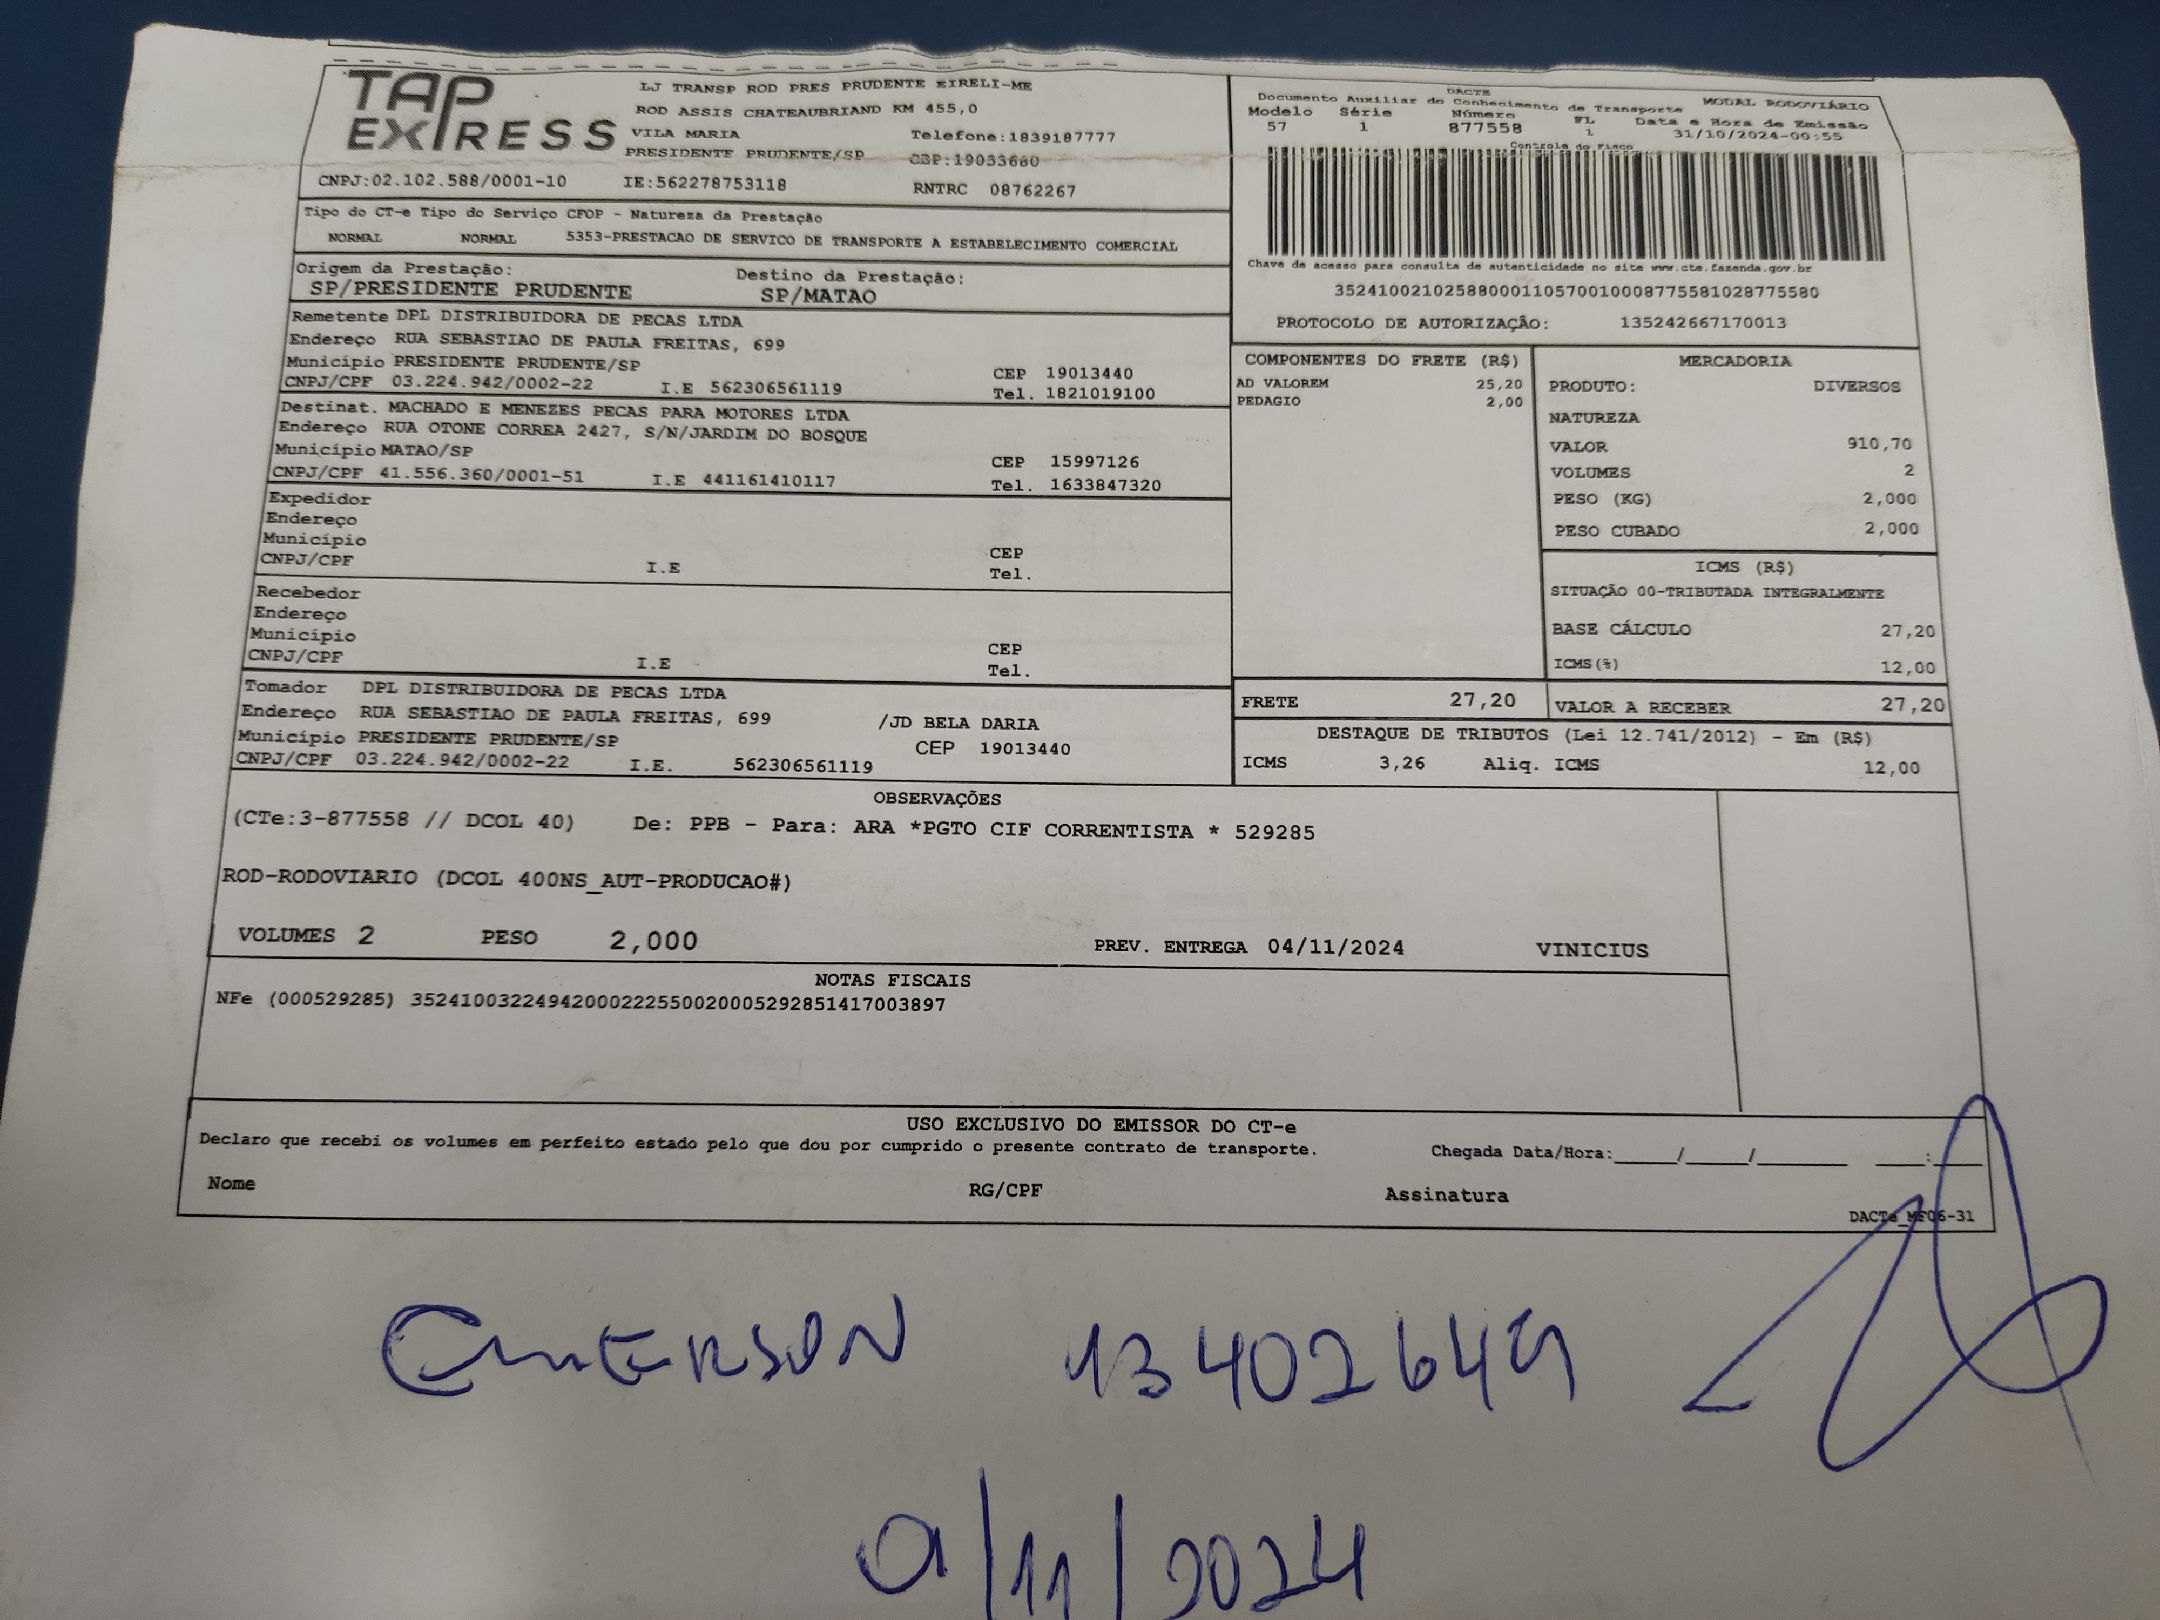 TAP EXPRESS
LJ TRANSP ROD PRES PRUDENTE EIRELI-ME
ROD ASSIS CHATEAUBRIAND KM 455,0
VILA MARIA Telefone:1839187777
PRESIDENTE PRUDENTE/SP CEP:19053680
CNPJ:02.102.588/0001-10 IE:562278753118 RNTRC 08762267
Tipo do CT-e Tipo do Serviço CFOP - Natureza da Prestação
NORMAL NORMAL 5353-PRESTACAO DE SERVICO DE TRANSPORTE A ESTABELECIMENTO COMERCIAL
Origem da Prestação: Destino da Prestação:
SP/PRESIDENTE PRUDENTE SP/MATAO
Remetente DPL DISTRIBUIDORA DE PECAS LTDA
Endereço RUA SEBASTIAO DE PAULA FREITAS, 699
Município PRESIDENTE PRUDENTE/SP CEP 19013440
CNPJ/CPF 03.224.942/0002-22 I.E 562306561119 Tel. 1821019100
Destinat. MACHADO E MENEZES PECAS PARA MOTORES LTDA
Endereço RUA OTONE CORREA 2427, S/N/JARDIM DO BOSQUE
Município MATAO/SP CEP 15997126
CNPJ/CPF 41.556.360/0001-51 I.E 441161410117 Tel. 1633847320
Expedidor
Endereço
Município CEP
CNPJ/CPF I.E Tel.
Recebedor
Endereço
Município CEP
CNPJ/CPF I.E Tel.
Tomador DPL DISTRIBUIDORA DE PECAS LTDA
Endereço RUA SEBASTIAO DE PAULA FREITAS, 699 /JD BELA DARIA
Município PRESIDENTE PRUDENTE/SP CEP 19013440
CNPJ/CPF 03.224.942/0002-22 I.E. 562306561119
DACTE
Documento Auxiliar do Conhecimento de Transporte MODAL RODOVIÁRIO
Modelo Série Número FL Data e Hora de Emissão
57 1 877558 1 31/10/2024-00:55
Controle do Fisco
Chave de acesso para consulta de autenticidade no site www.cte.fazenda.gov.br
35241002102588000110570010008775581028775580
PROTOCOLO DE AUTORIZAÇÃO: 135242667170013
COMPONENTES DO FRETE (R$)
AD VALOREM 25,20
PEDAGIO 2,00
MERCADORIA
PRODUTO: DIVERSOS
NATUREZA
VALOR 910,70
VOLUMES 2
PESO (KG) 2,000
PESO CUBADO 2,000
ICMS (R$)
SITUAÇÃO 00-TRIBUTADA INTEGRALMENTE
BASE CÁLCULO 27,20
ICMS(%) 12,00
FRETE 27,20 VALOR A RECEBER 27,20
DESTAQUE DE TRIBUTOS (Lei 12.741/2012) - Em (R$)
ICMS 3,26 Aliq. ICMS 12,00
OBSERVAÇÕES
(CTe:3-877558 // DCOL 40) De: PPB - Para: ARA *PGTO CIF CORRENTISTA * 529285
ROD-RODOVIARIO (DCOL 400NS_AUT-PRODUCAO#)
VOLUMES 2 PESO 2,000 PREV. ENTREGA 04/11/2024 VINICIUS
NOTAS FISCAIS
NFe (000529285) 35241003224942000222550020005292851417003897
USO EXCLUSIVO DO EMISSOR DO CT-e
Declaro que recebi os volumes em perfeito estado pelo que dou por cumprido o presente contrato de transporte. Chegada Data/Hora:_____/_____/_______ ____:____
Nome RG/CPF Assinatura
DACTe_MF06-31
EMERSON 13402649
01/11/2024